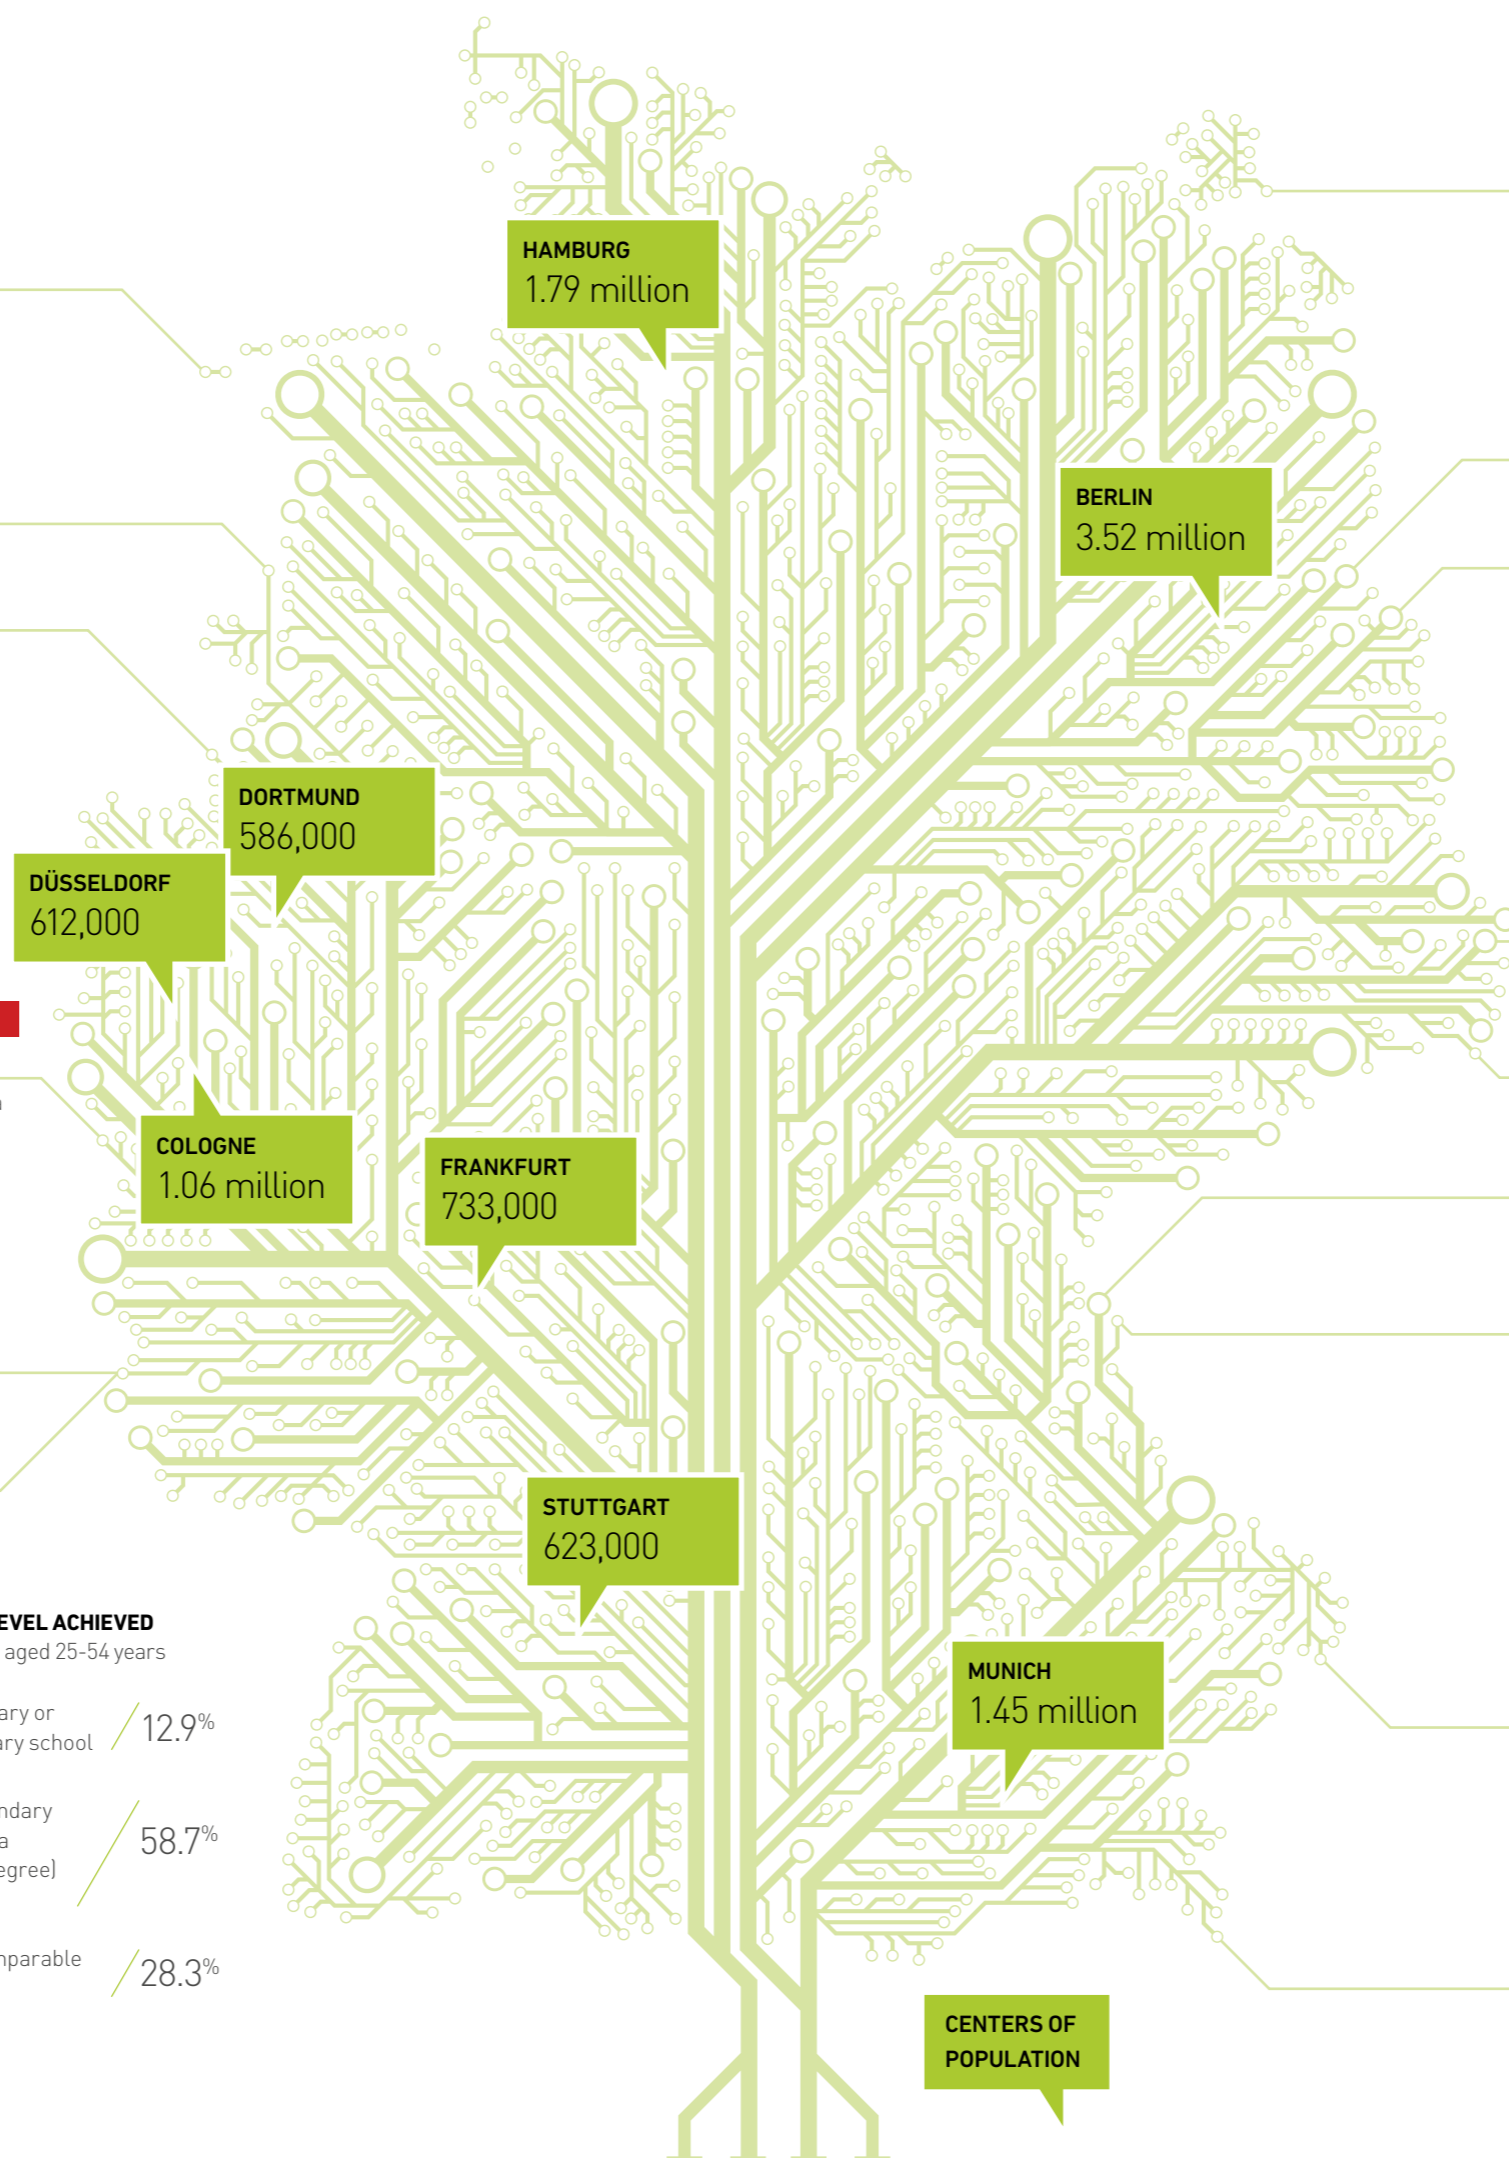 HAMBURG
1.79 million
BERLIN
3.52 million
DORTMUND
586,000
DÜSSELDORF
612,000
COLOGNE
1.06 million
FRANKFURT
733,000
STUTTGART
623,000
MUNICH
1.45 million
EVEL ACHIEVED
aged 25-54 years
ary or
ary school
12.9%
ndary
a
egree)
58.7%
nparable
28.3%
CENTERS OF
POPULATION